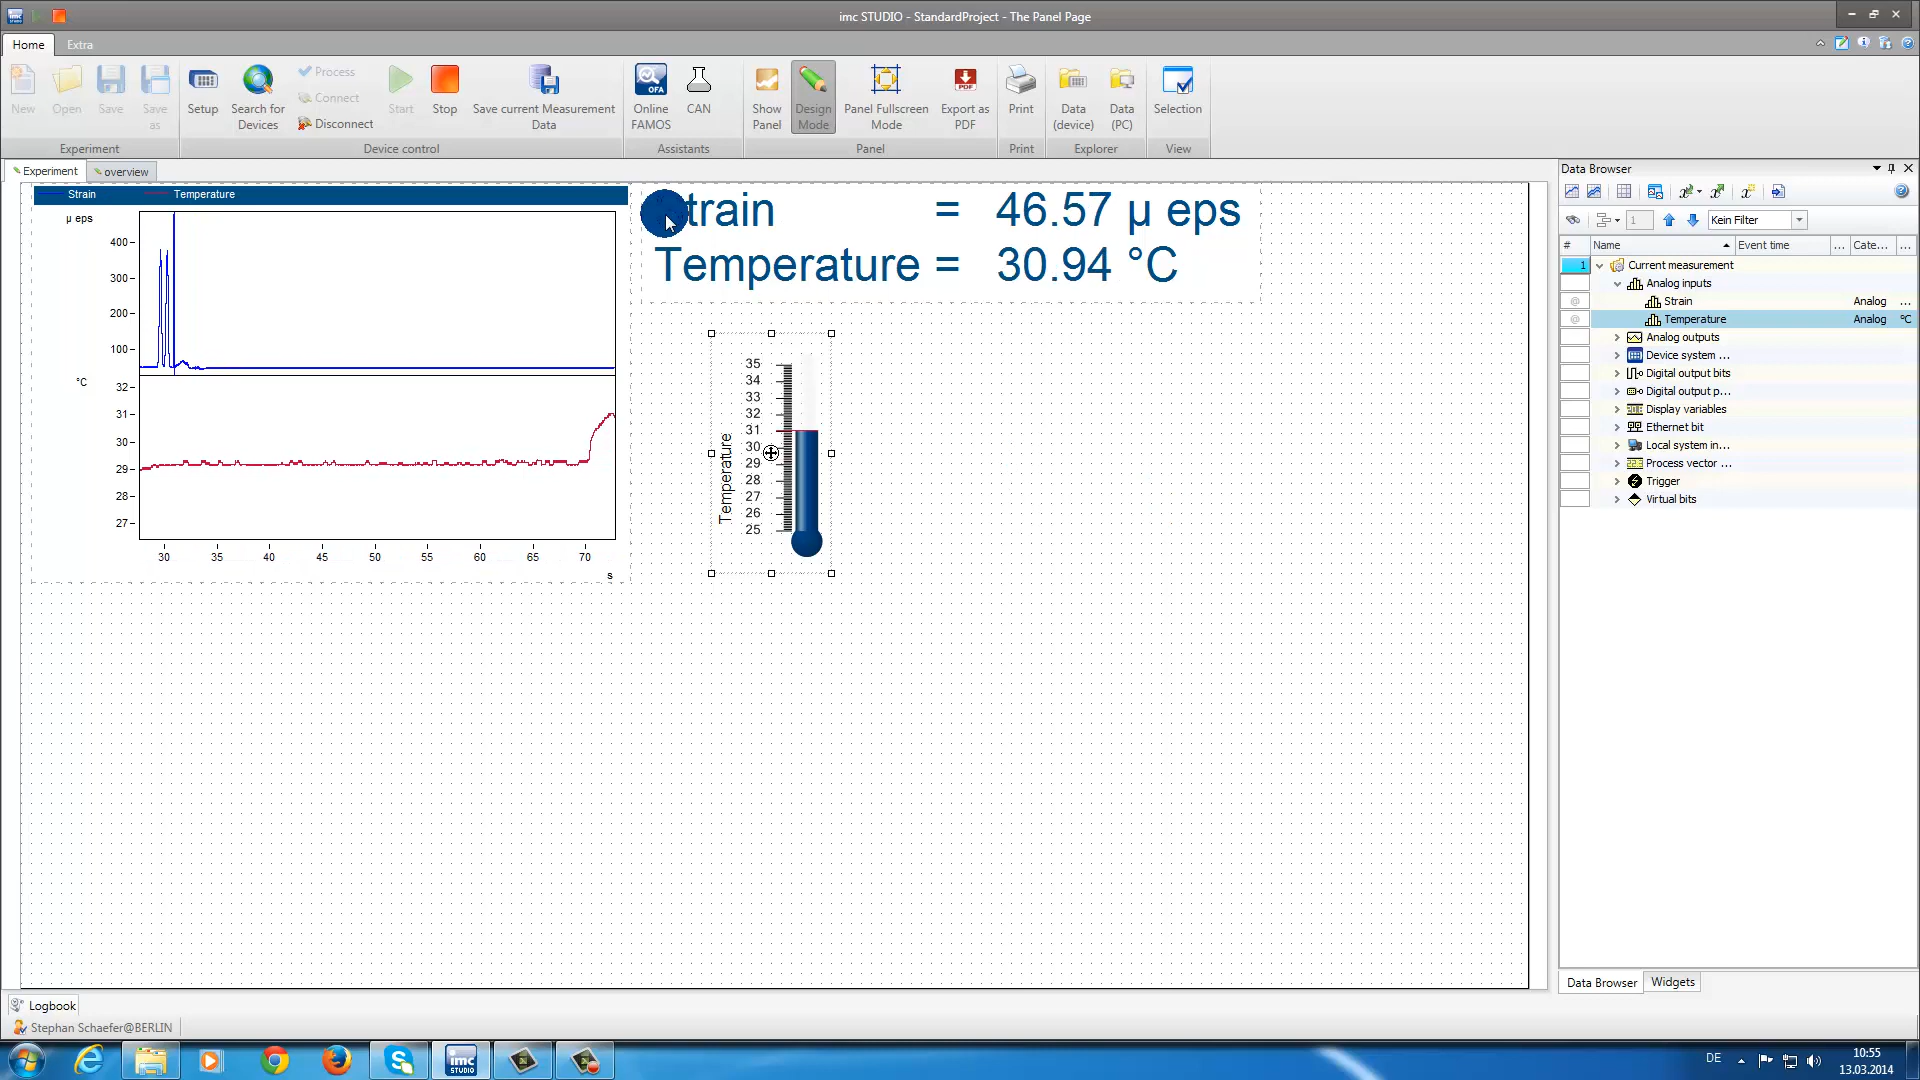 imc STUDIO - StandardProject - The Panel Page
Home Extra
New Open Save Save as
Setup Search for Devices Process Connect Disconnect Start Stop Save current Measurement Data
Online FAMOS CAN
Show Panel Design Mode Panel Fullscreen Mode Export as PDF
Print Data (device) Data (PC) Selection
Experiment Device control Assistants Panel Print Explorer View
Experiment overview
Strain Temperature
µ eps
400
300
200
100
°C
32
31
30
29
28
27
30 35 40 45 50 55 60 65 70
s
train = 46.57 µ eps
Temperature = 30.94 °C
Temperature
35
34
33
32
31
30
29
28
27
26
25
Data Browser
1 Kein Filter
# Name Event time ... Cate... ...
1 Current measurement
Analog inputs
Strain Analog ...
Temperature Analog °C
Analog outputs
Device system ...
Digital output bits
Digital output p...
Display variables
Ethernet bit
Local system in...
Process vector ...
Trigger
Virtual bits
Data Browser Widgets
Logbook
Stephan Schaefer@BERLIN
imc STUDIO
DE
10:55
13.03.2014